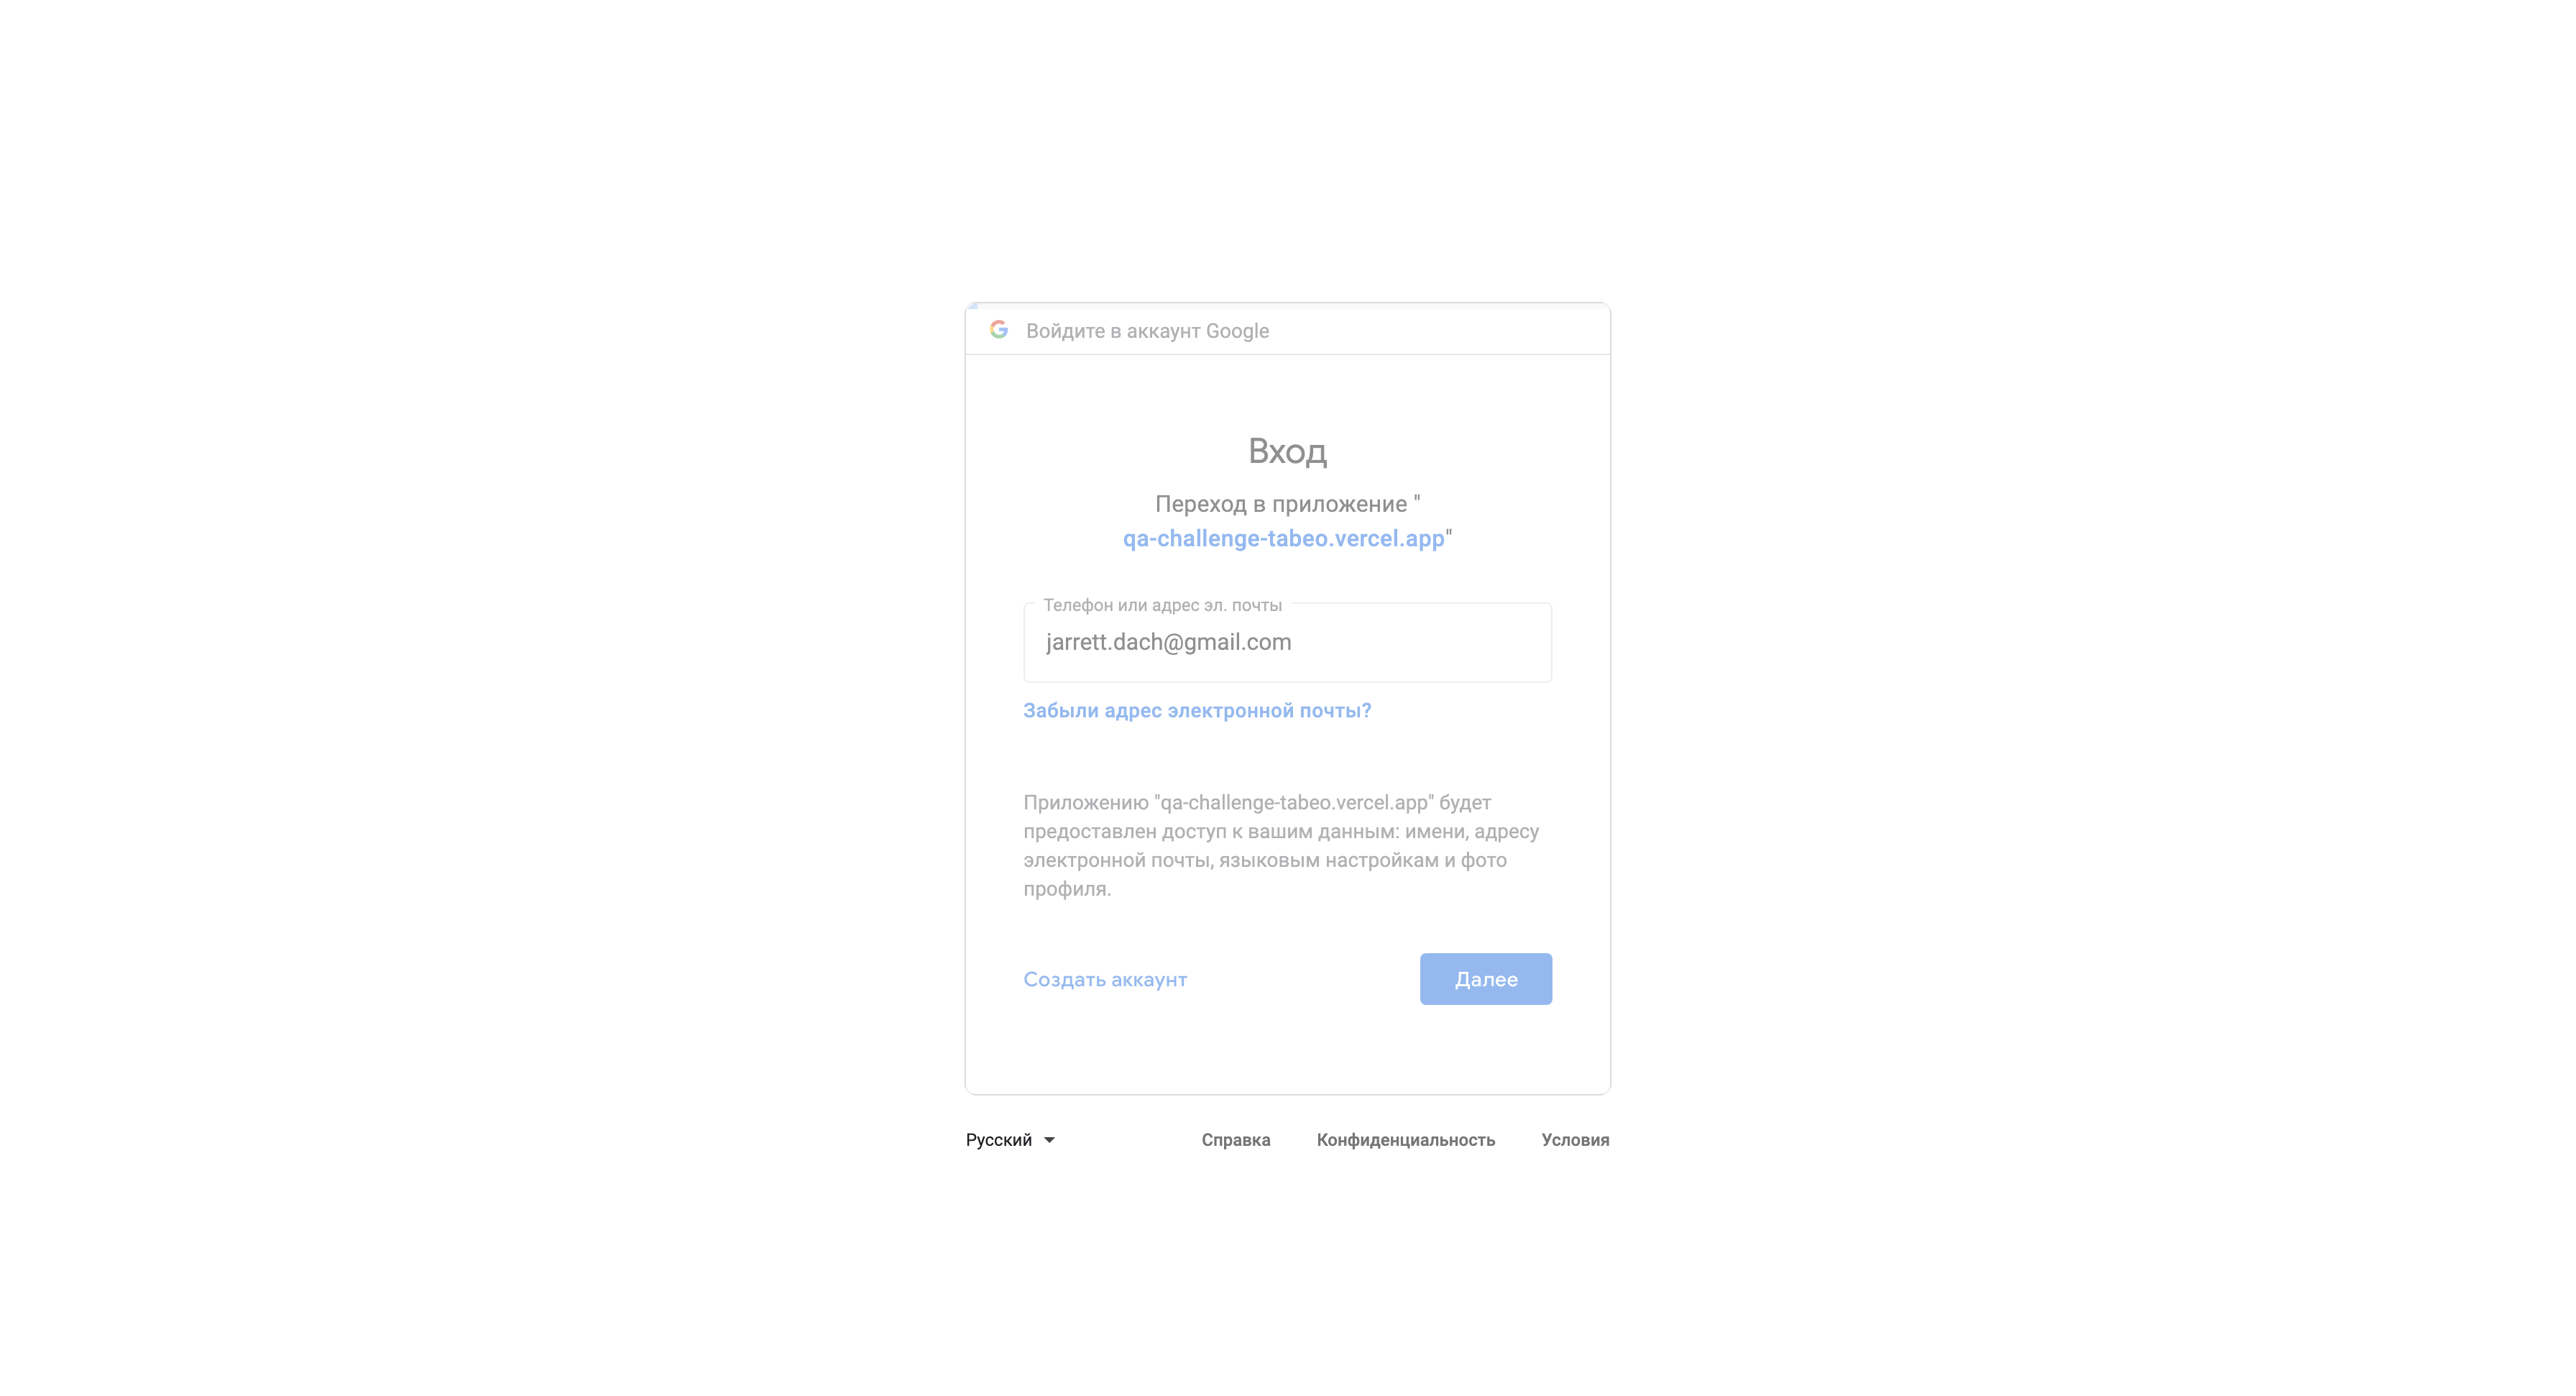 Войдите в аккаунт Google
Вход
Переход в приложение "
qa-challenge-tabeo.vercel.app"
Телефон или адрес эл. почты
jarrett.dach@gmail.com
Забыли адрес электронной почты?
Приложению "qa-challenge-tabeo.vercel.app" будет
предоставлен доступ к вашим данным: имени, адресу
электронной почты, языковым настройкам и фото
профиля.
Создать аккаунт
Далее
Русский
Справка
Конфиденциальность
Условия